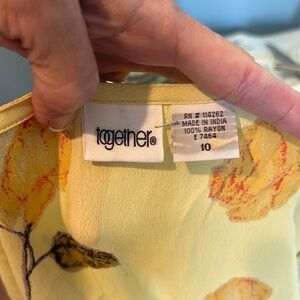 together®
RN # 114262
MADE IN INDIA
100% RAYON
E 7464
10